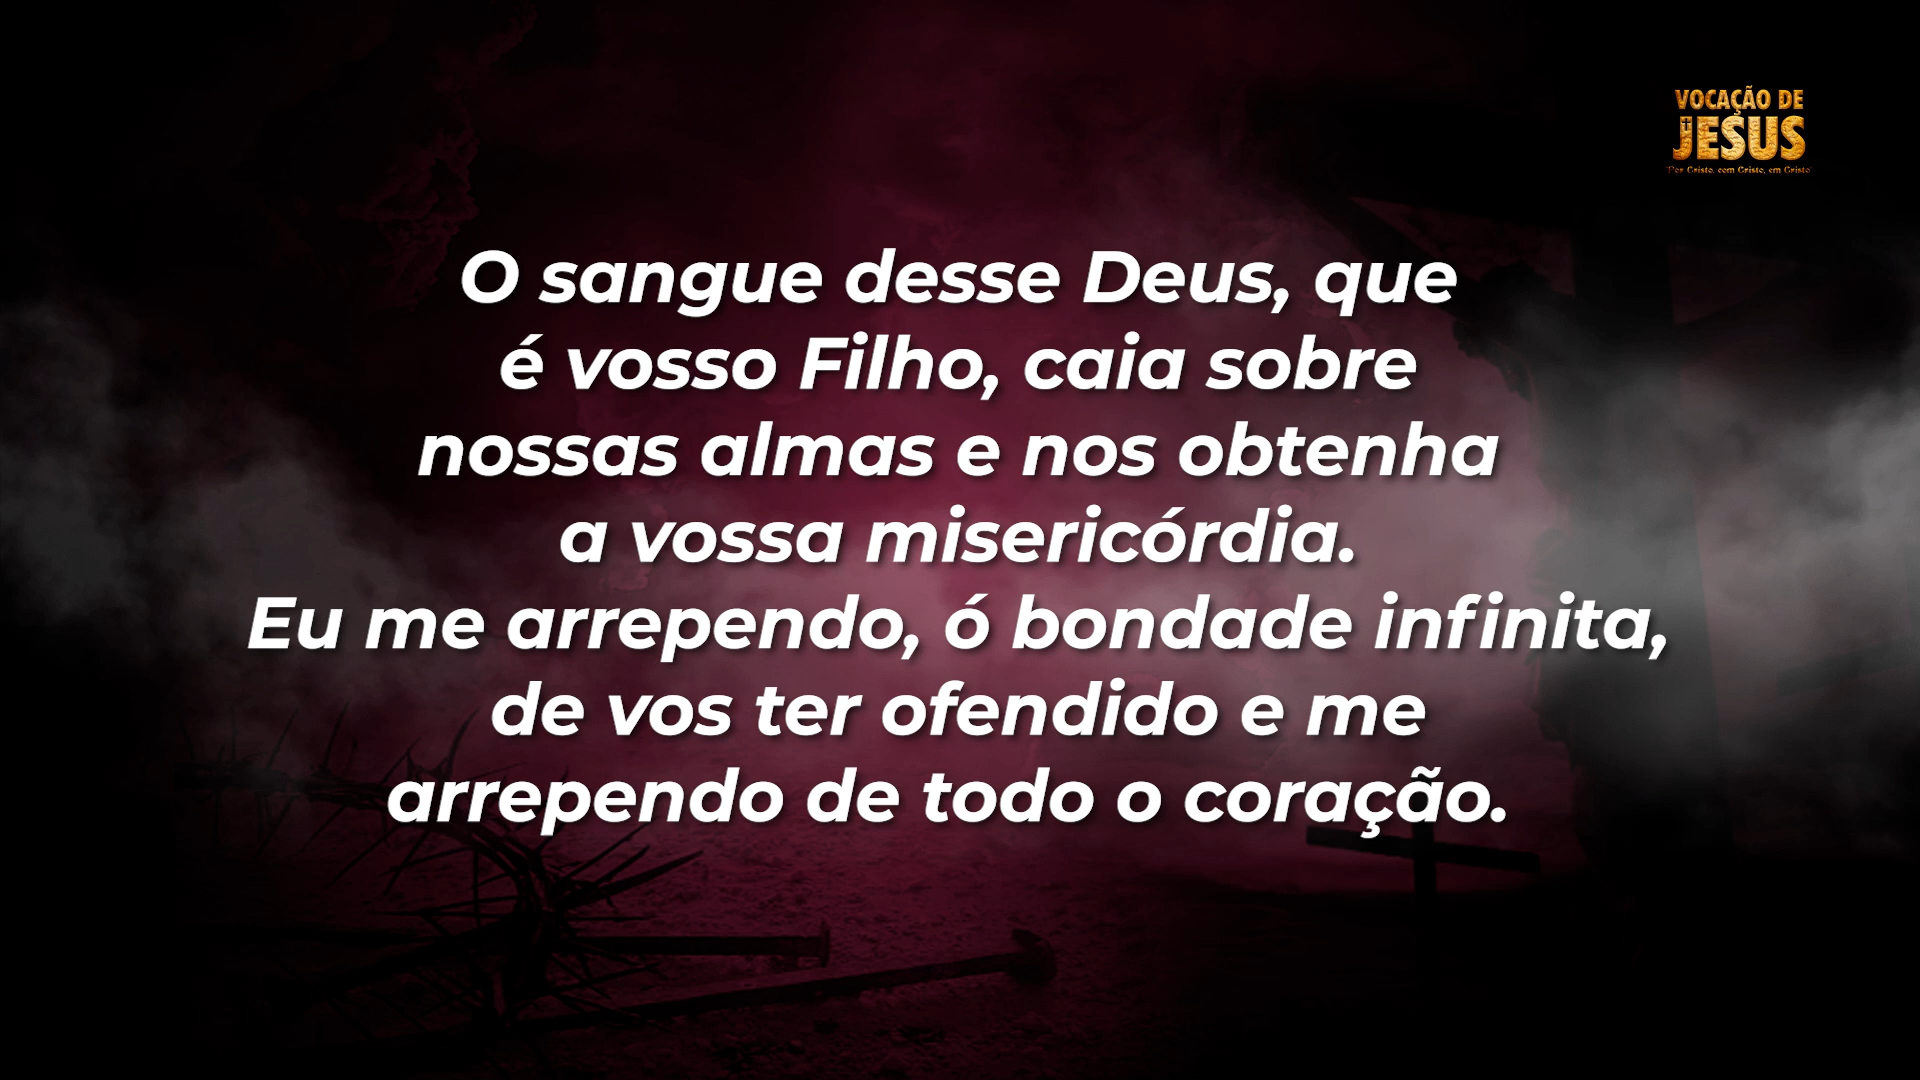 VOCAÇÃO DE
JESUS
"Por Cristo, com Cristo, em Cristo"
O sangue desse Deus, que
é vosso Filho, caia sobre
nossas almas e nos obtenha
a vossa misericórdia.
Eu me arrependo, ó bondade infinita,
de vos ter ofendido e me
arrependo de todo o coração.